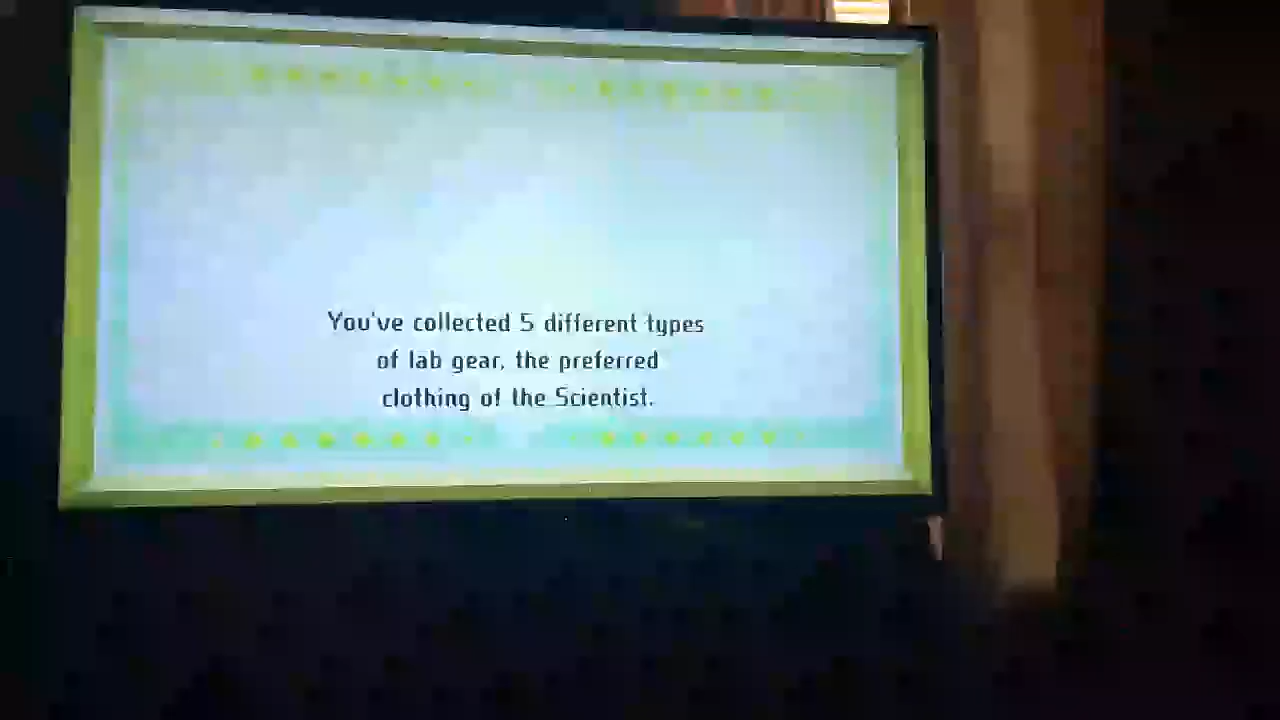 You've collected 5 different types
of lab gear, the preferred
clothing of the Scientist.